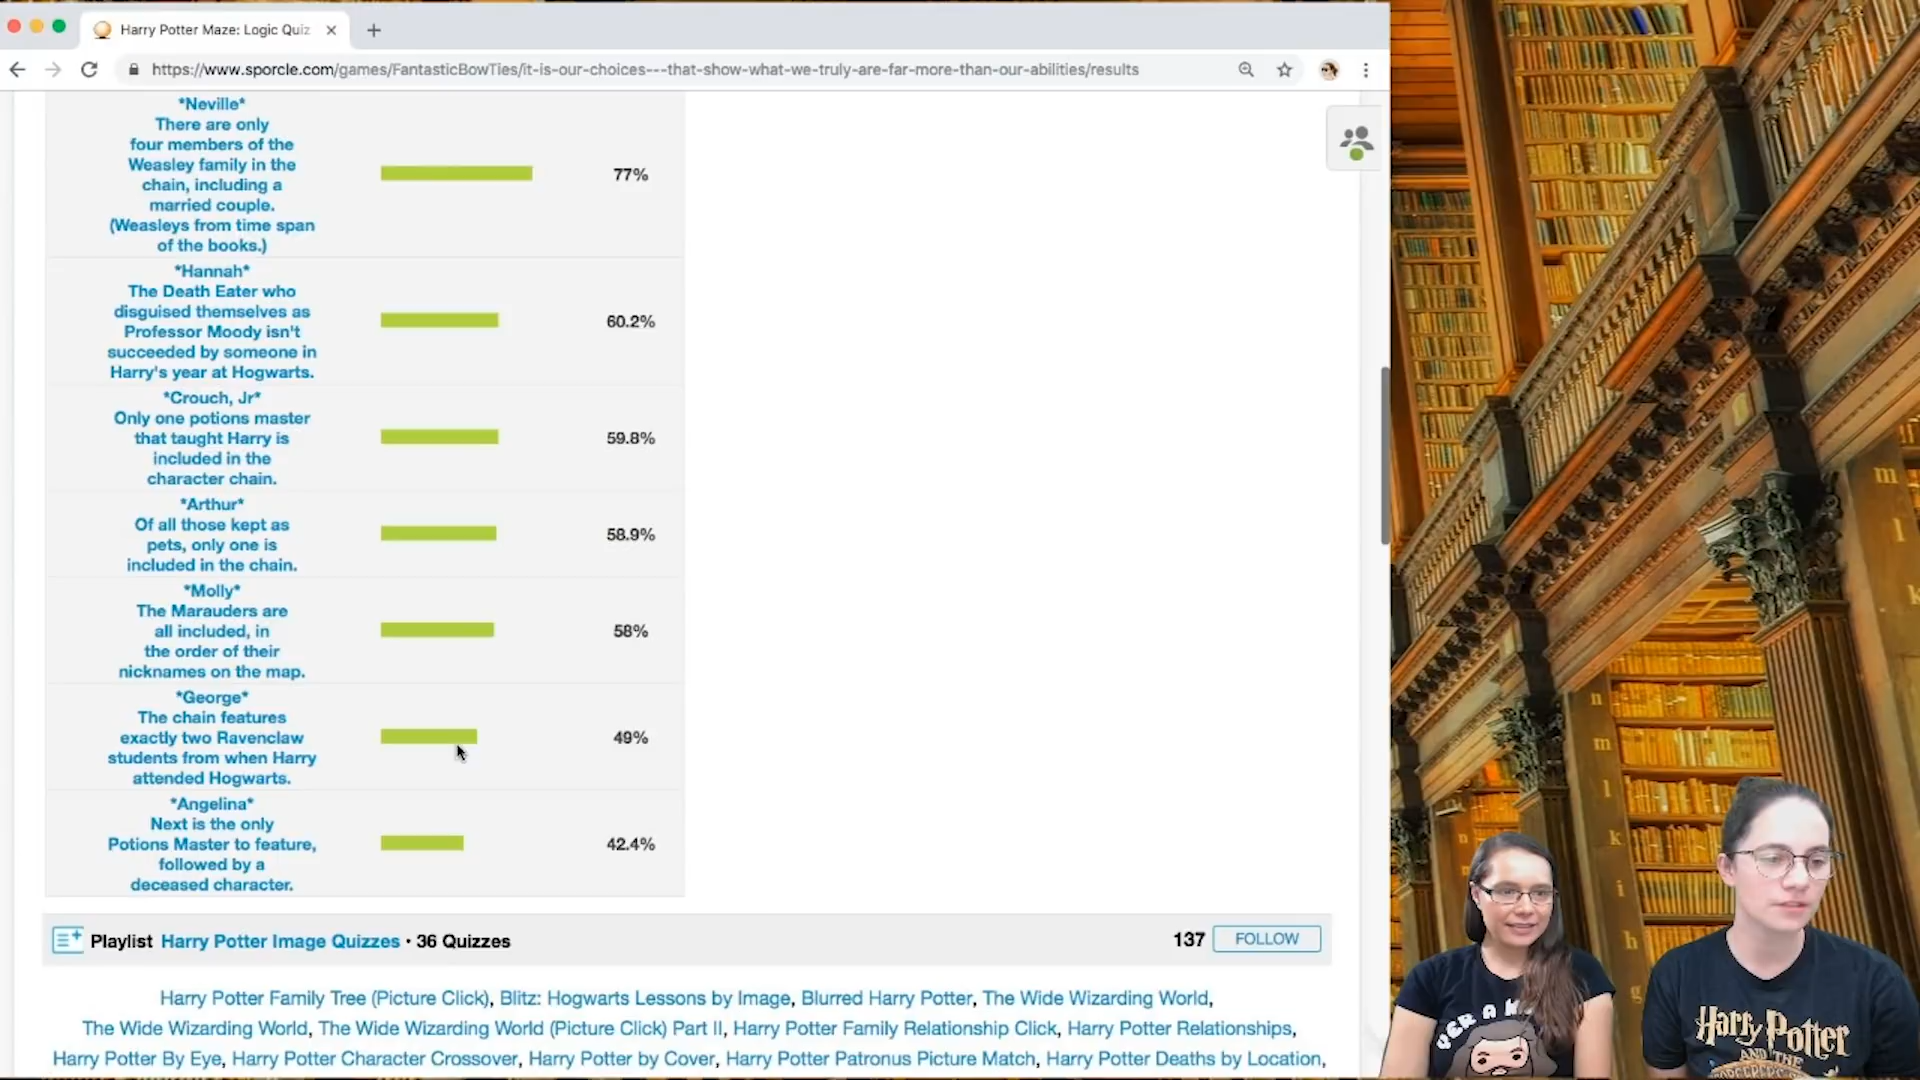 Harry Potter Maze: Logic Quiz
https://www.sporcle.com/games/FantasticBowTies/it-is-our-choices---that-show-what-we-truly-are-far-more-than-our-abilities/results
*Neville*
There are only
four members of the
Weasley family in the
chain, including a
married couple.
(Weasleys from time span
of the books.)
77%
*Hannah*
The Death Eater who
disguised themselves as
Professor Moody isn't
succeeded by someone in
Harry's year at Hogwarts.
60.2%
*Crouch, Jr*
Only one potions master
that taught Harry is
included in the
character chain.
59.8%
*Arthur*
Of all those kept as
pets, only one is
included in the chain.
58.9%
*Molly*
The Marauders are
all included, in
the order of their
nicknames on the map.
58%
*George*
The chain features
exactly two Ravenclaw
students from when Harry
attended Hogwarts.
49%
*Angelina*
Next is the only
Potions Master to feature,
followed by a
deceased character.
42.4%
Playlist Harry Potter Image Quizzes • 36 Quizzes
137 FOLLOW
Harry Potter Family Tree (Picture Click), Blitz: Hogwarts Lessons by Image, Blurred Harry Potter, The Wide Wizarding World,
The Wide Wizarding World, The Wide Wizarding World (Picture Click) Part II, Harry Potter Family Relationship Click, Harry Potter Relationships,
Harry Potter By Eye, Harry Potter Character Crossover, Harry Potter by Cover, Harry Potter Patronus Picture Match, Harry Potter Deaths by Location,
m
l
k
n
m
l
k
i
h
g
Harry Potter
AND THE